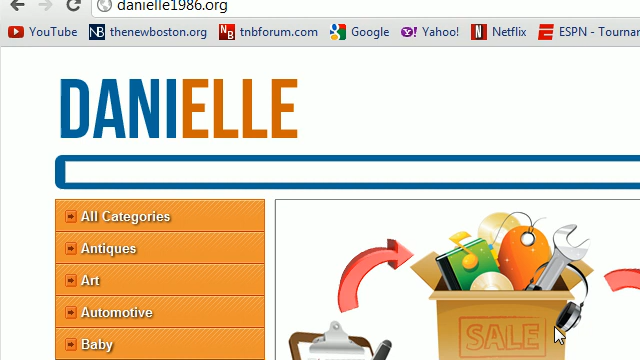 danielle1986.org
YouTube thenewboston.org tnbforum.com Google Yahoo! Netflix ESPN - Tournam
DANIELLE
All Categories
Antiques
Art
Automotive
Baby
SALE